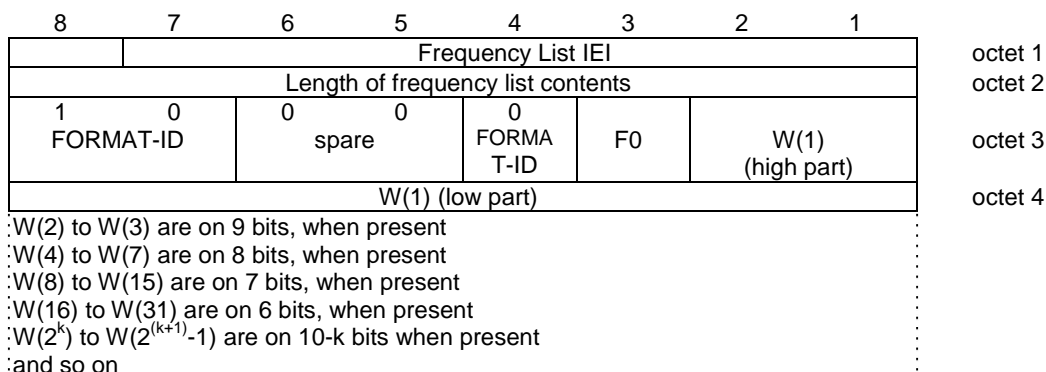 8 7 6 5 4 3 2 1
Frequency List IEI octet 1
Length of frequency list contents octet 2
1 0 0 0 0
FORMAT-ID spare FORMA F0 W(1) octet 3
T-ID (high part)
W(1) (low part) octet 4
W(2) to W(3) are on 9 bits, when present
W(4) to W(7) are on 8 bits, when present
W(8) to W(15) are on 7 bits, when present
W(16) to W(31) are on 6 bits, when present
W(2^k) to W(2^(k+1)-1) are on 10-k bits when present
and so on